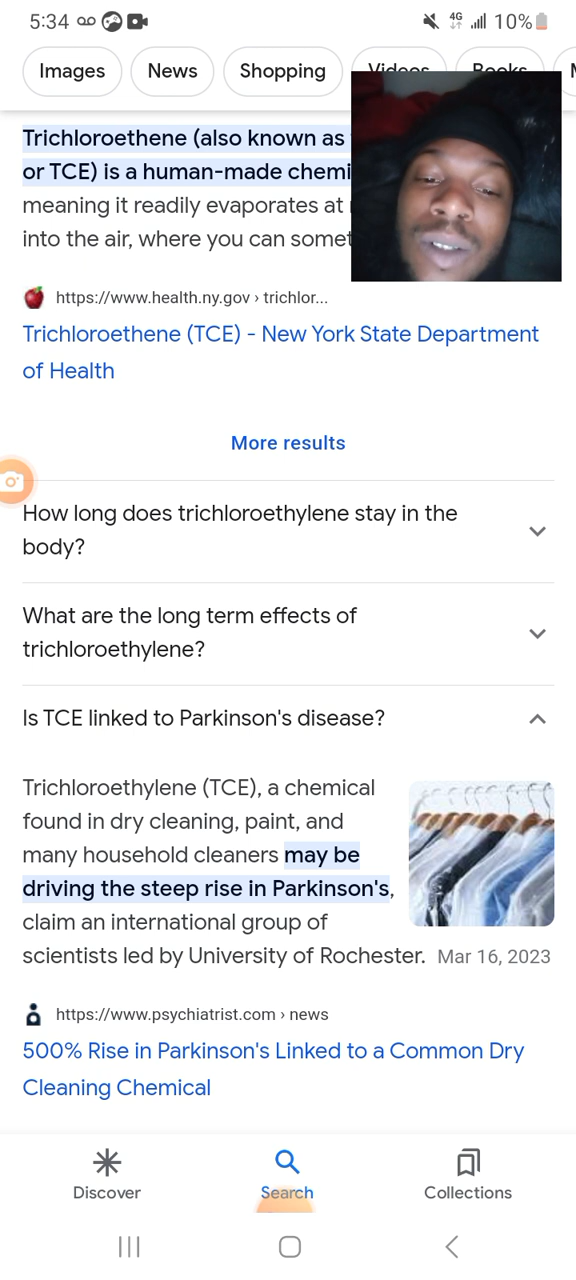 5:34
4G
10%
Images
News
Shopping
Videos
Books
Trichloroethene (also known as
or TCE) is a human-made chemi
meaning it readily evaporates at
into the air, where you can somet
https://www.health.ny.gov › trichlor...
Trichloroethene (TCE) - New York State Department
of Health
More results
How long does trichloroethylene stay in the
body?
What are the long term effects of
trichloroethylene?
Is TCE linked to Parkinson's disease?
Trichloroethylene (TCE), a chemical
found in dry cleaning, paint, and
many household cleaners may be
driving the steep rise in Parkinson's,
claim an international group of
scientists led by University of Rochester. Mar 16, 2023
https://www.psychiatrist.com › news
500% Rise in Parkinson's Linked to a Common Dry
Cleaning Chemical
Discover
Search
Collections